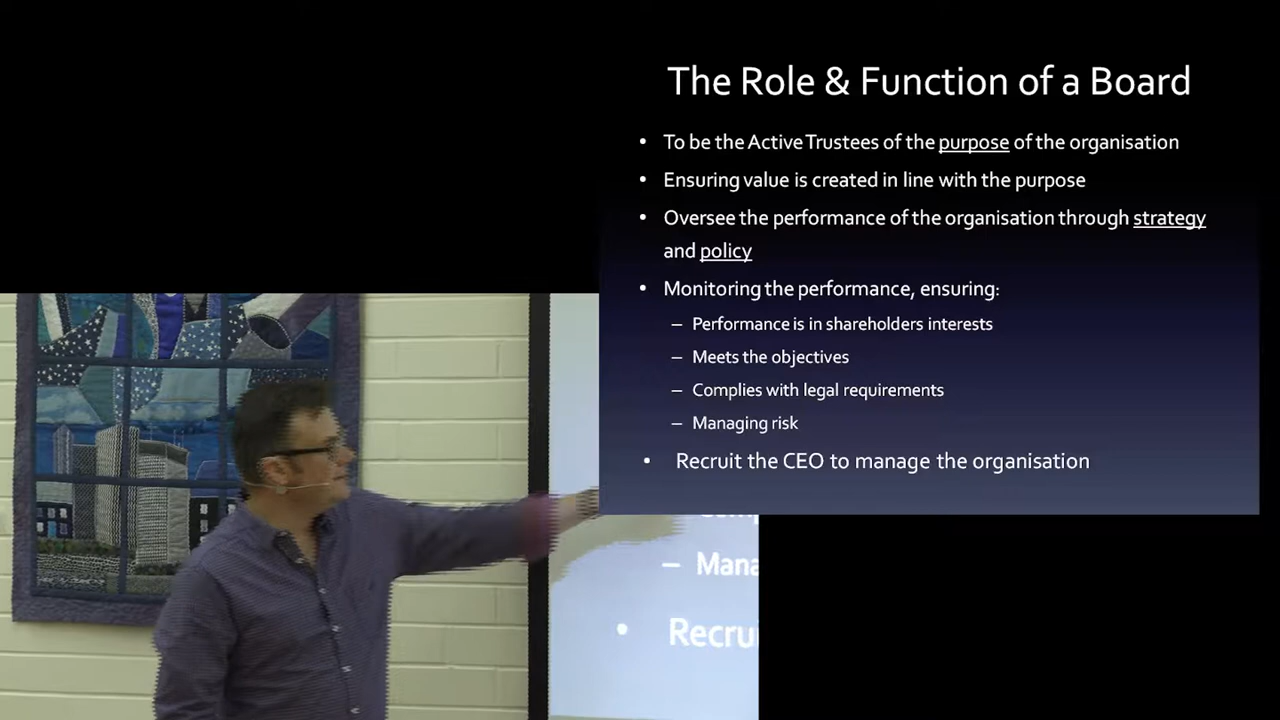 The Role & Function of a Board
• To be the Active Trustees of the purpose of the organisation
• Ensuring value is created in line with the purpose
• Oversee the performance of the organisation through strategy
and policy
• Monitoring the performance, ensuring:
– Performance is in shareholders interests
– Meets the objectives
– Complies with legal requirements
– Managing risk
• Recruit the CEO to manage the organisation
– Mana
• Recrui